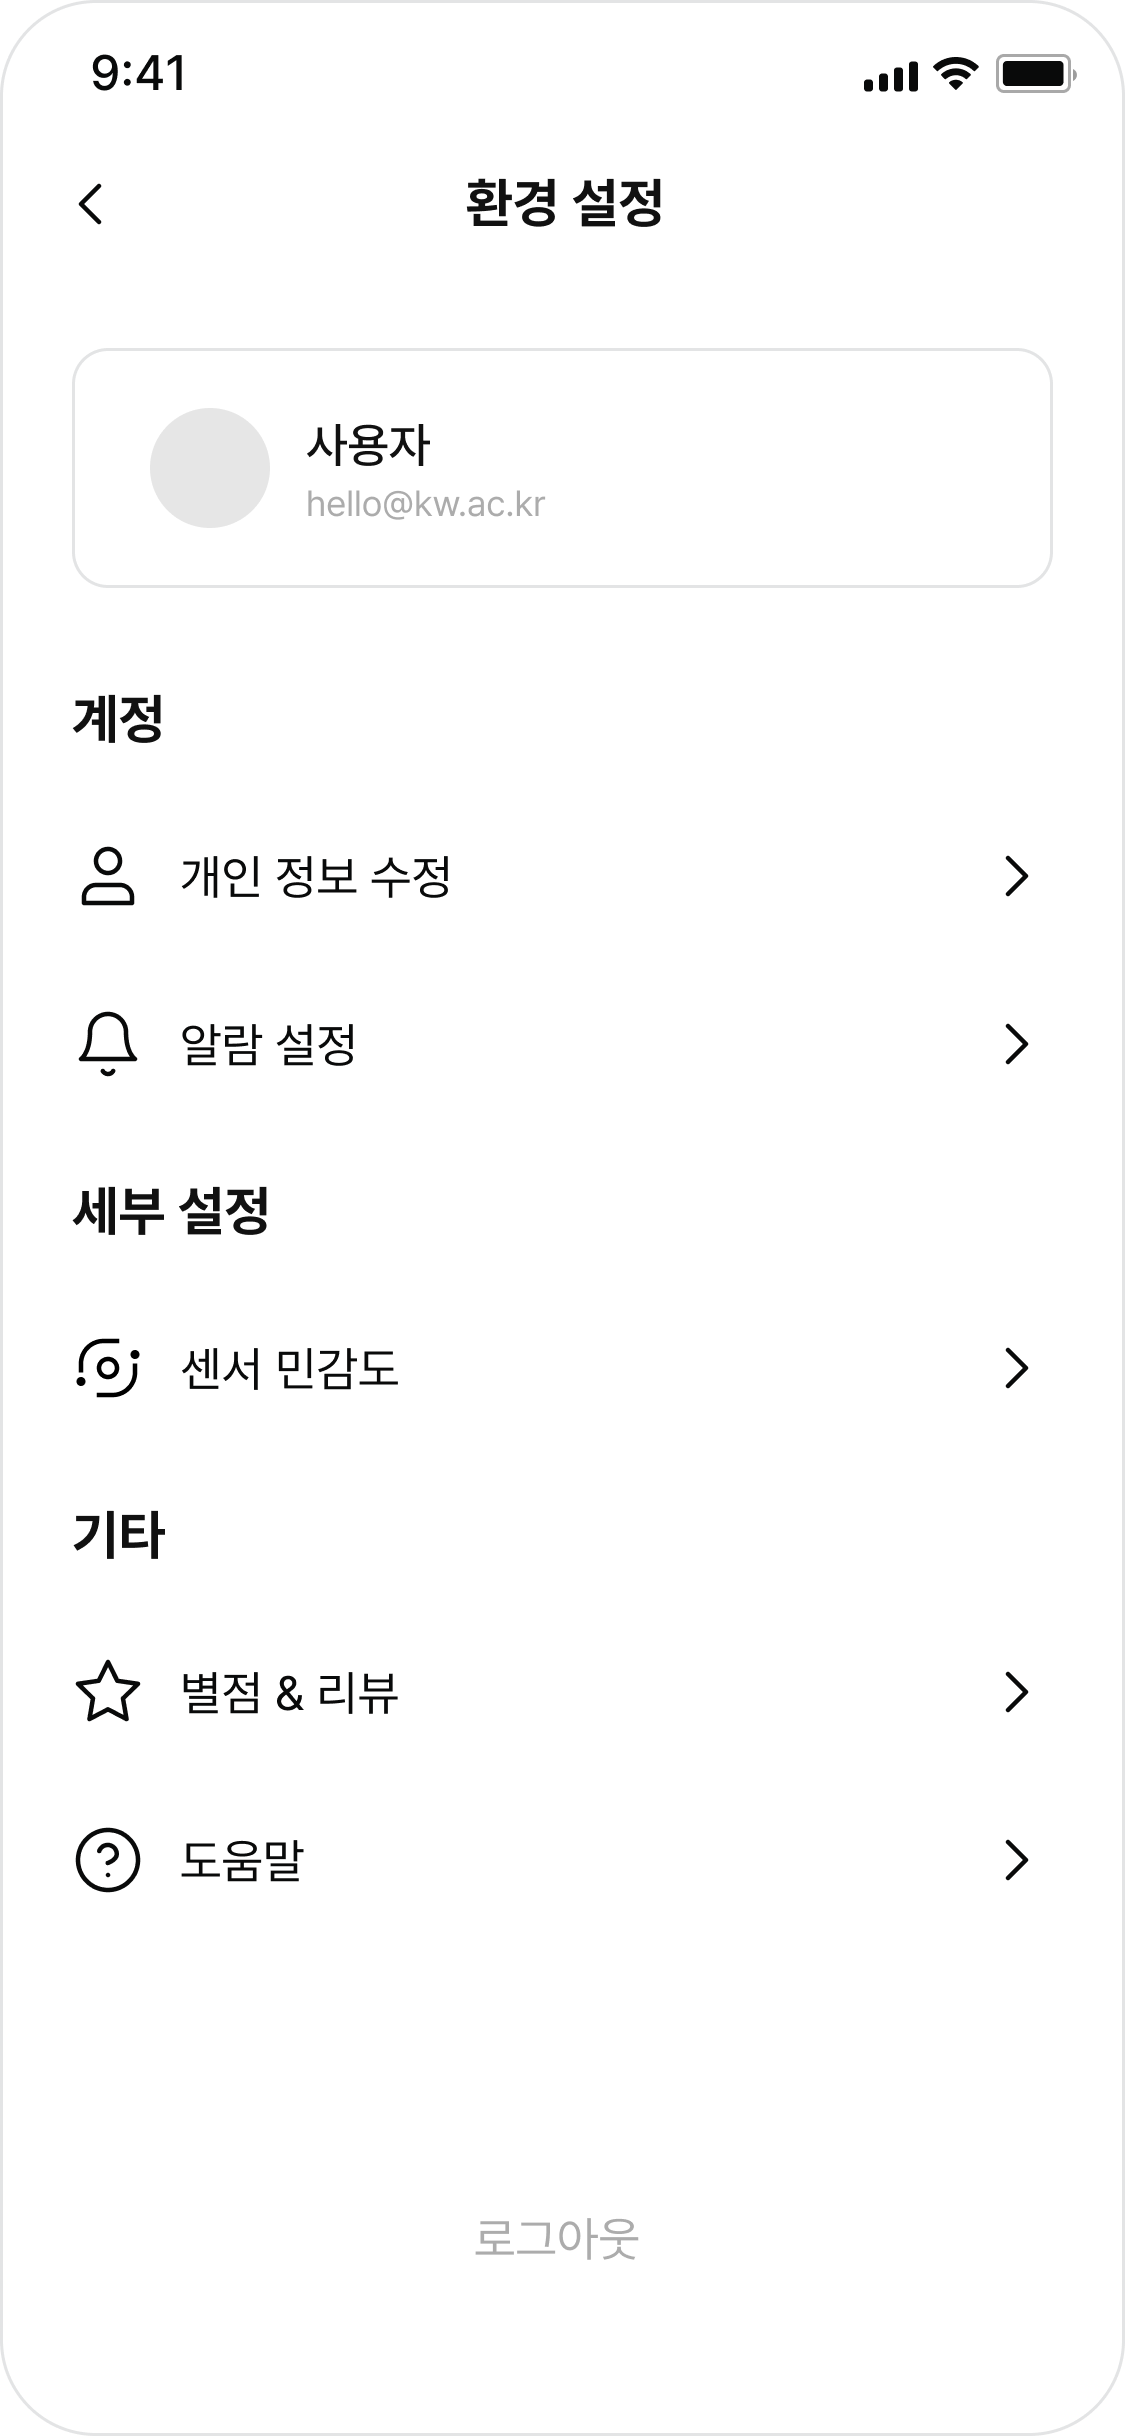 9:41
환경 설정
사용자
hello@kw.ac.kr
계정
개인 정보 수정
알람 설정
세부 설정
센서 민감도
기타
별점 & 리뷰
도움말
로그아웃